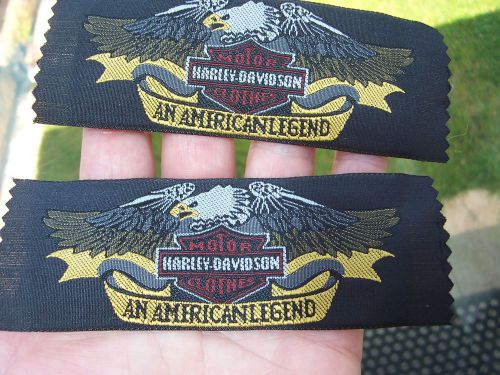 MOTOR
HARLEY-DAVIDSON
CLOTHES
AN AMIRICANLEGEND
MOTOR
HARLEY-DAVIDSON
CLOTHES
AN AMIRICANLEGEND